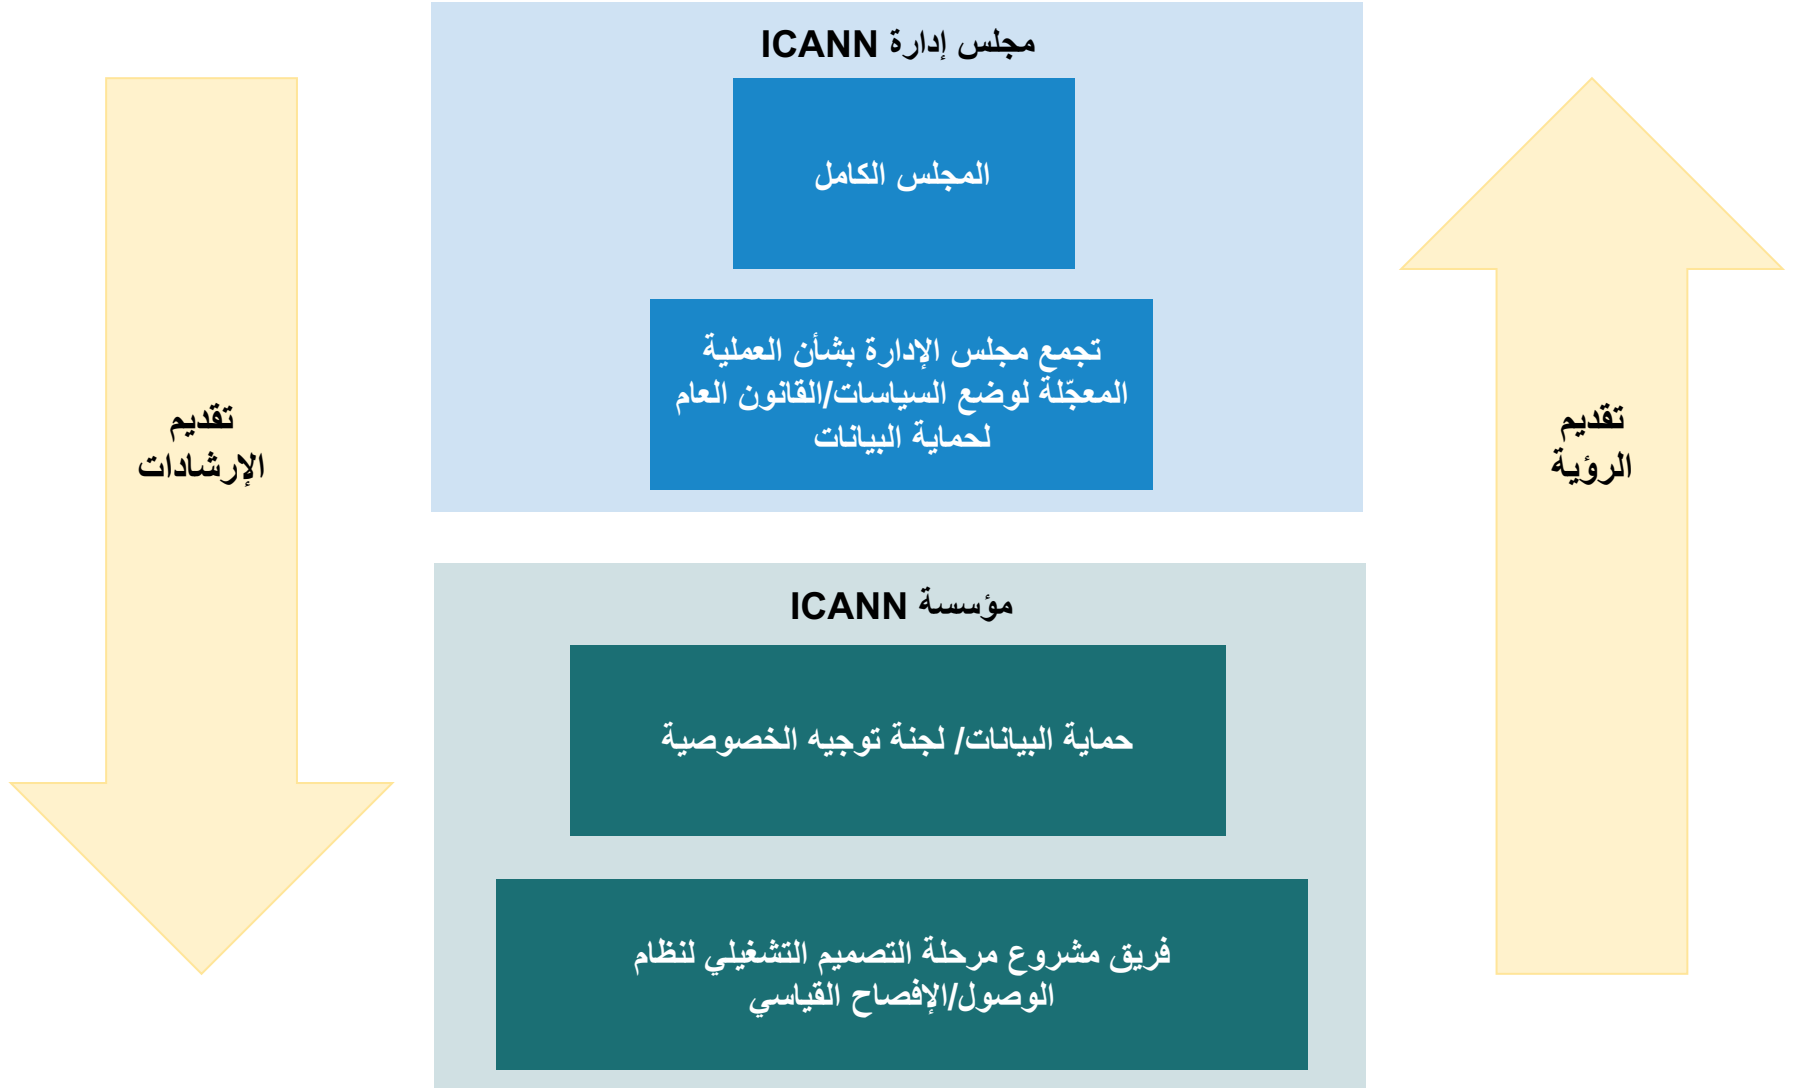 مجلس إدارة ICANN
المجلس الكامل
تجمع مجلس الإدارة بشأن العملية
المعجّلة لوضع السياسات/القانون العام
لحماية البيانات
تقديم
الرؤية
تقديم
الإرشادات
مؤسسة ICANN
حماية البيانات/ لجنة توجيه الخصوصية
فريق مشروع مرحلة التصميم التشغيلي لنظام
الوصول/الإفصاح القياسي